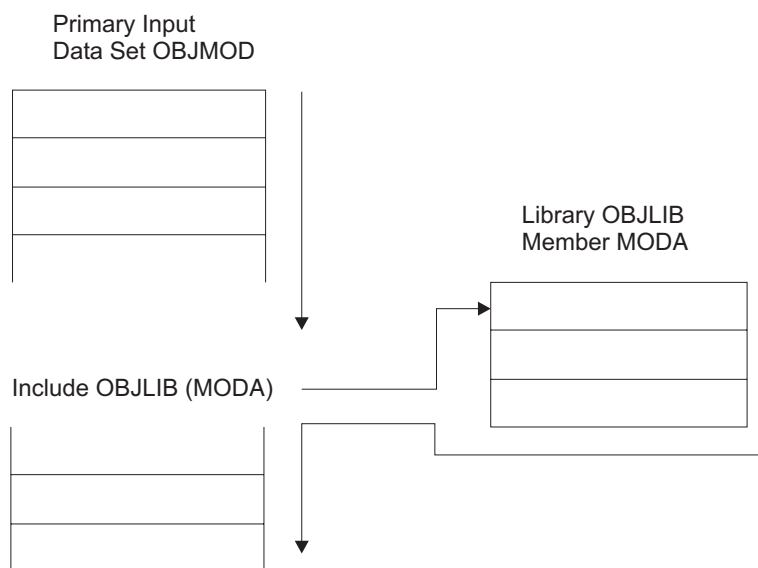 Primary Input
Data Set OBJMOD
Library OBJLIB
Member MODA
Include OBJLIB (MODA)